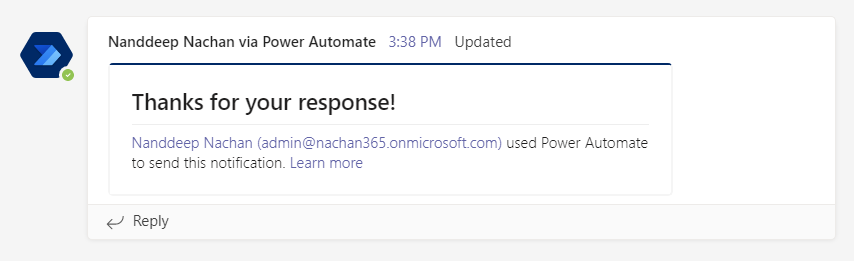 Nanddeep Nachan via Power Automate 3:38 PM Updated
Thanks for your response!
Nanddeep Nachan (admin@nachan365.onmicrosoft.com) used Power Automate
to send this notification. Learn more
Reply